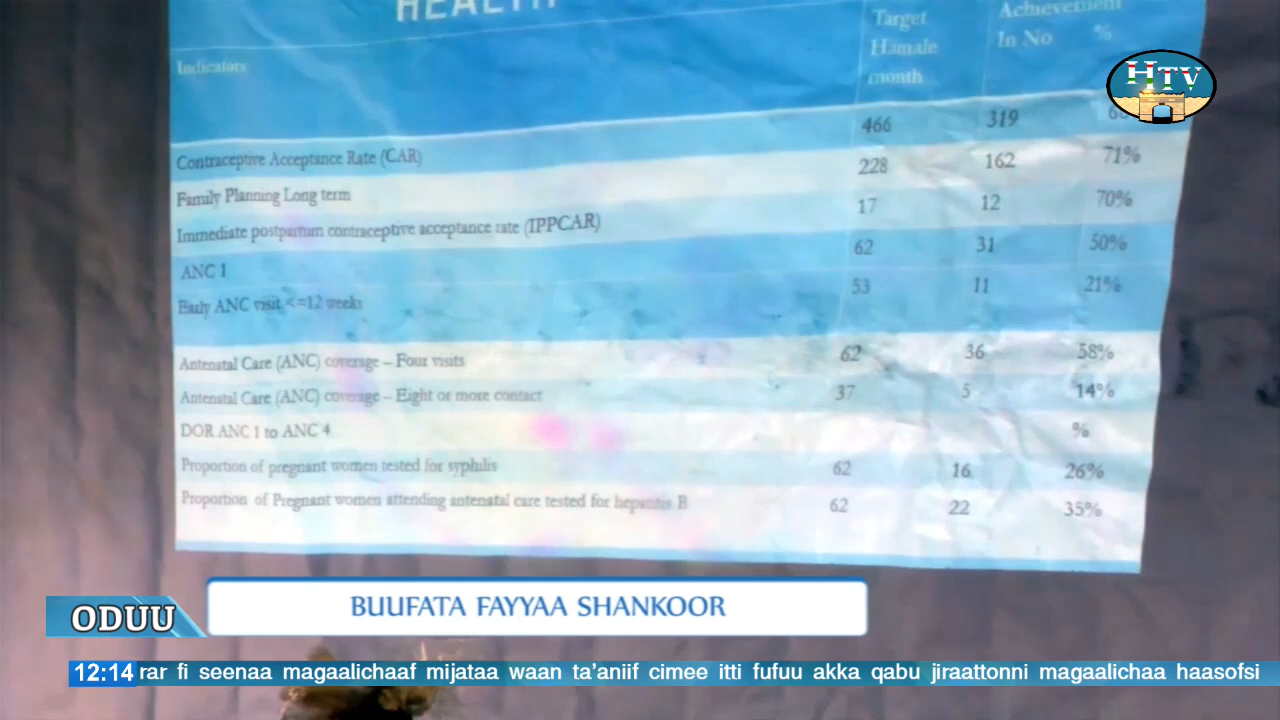 HEALTH
Indicators
Target
Hamale
month
Achievement
In No %
HTV
Contraceptive Acceptance Rate (CAR) 466 319
Family Planning Long term 228 162 71%
Immediate postpartum contraceptive acceptance rate (IPPCAR) 17 12 70%
ANC 1 62 31 50%
Early ANC visit <=12 weeks 53 11 21%
Antenatal Care (ANC) coverage – Four visits 62 36 58%
Antenatal Care (ANC) coverage – Eight or more contact 37 5 14%
DOR ANC 1 to ANC 4 %
Proportion of pregnant women tested for syphilis 62 16 26%
Proportion of Pregnant women attending antenatal care tested for hepatitis B 62 22 35%
ODUU
BUUFATA FAYYAA SHANKOOR
12:14 rar fi seenaa magaalichaaf mijataa waan ta’aniif cimee itti fufuu akka qabu jiraattonni magaalichaa haasofsi